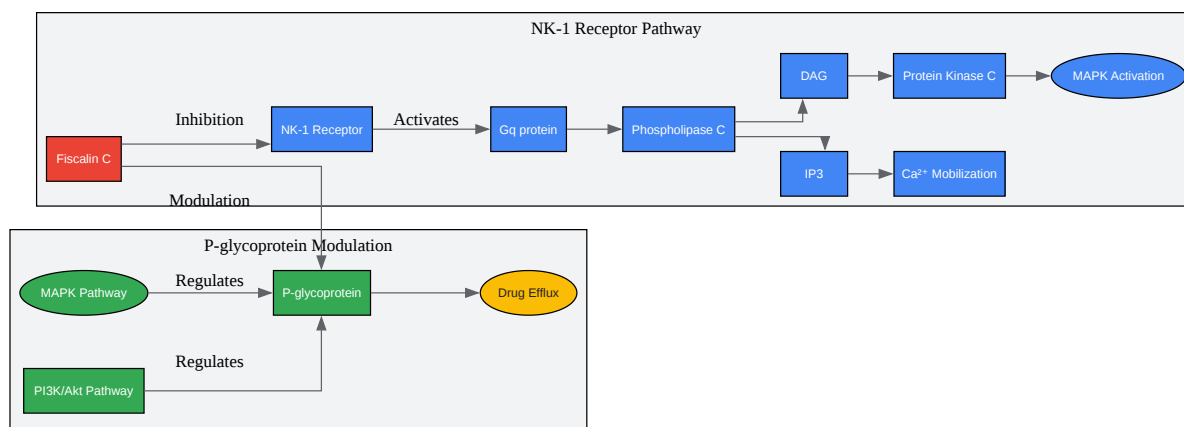 NK-1 Receptor Pathway
DAG
Protein Kinase C
MAPK Activation
Inhibition
NK-1 Receptor
Activates
Gq protein
Phospholipase C
Fiscalin C
IP3
Ca²⁺ Mobilization
Modulation
P-glycoprotein Modulation
MAPK Pathway
Regulates
P-glycoprotein
Drug Efflux
Regulates
PI3K/Akt Pathway